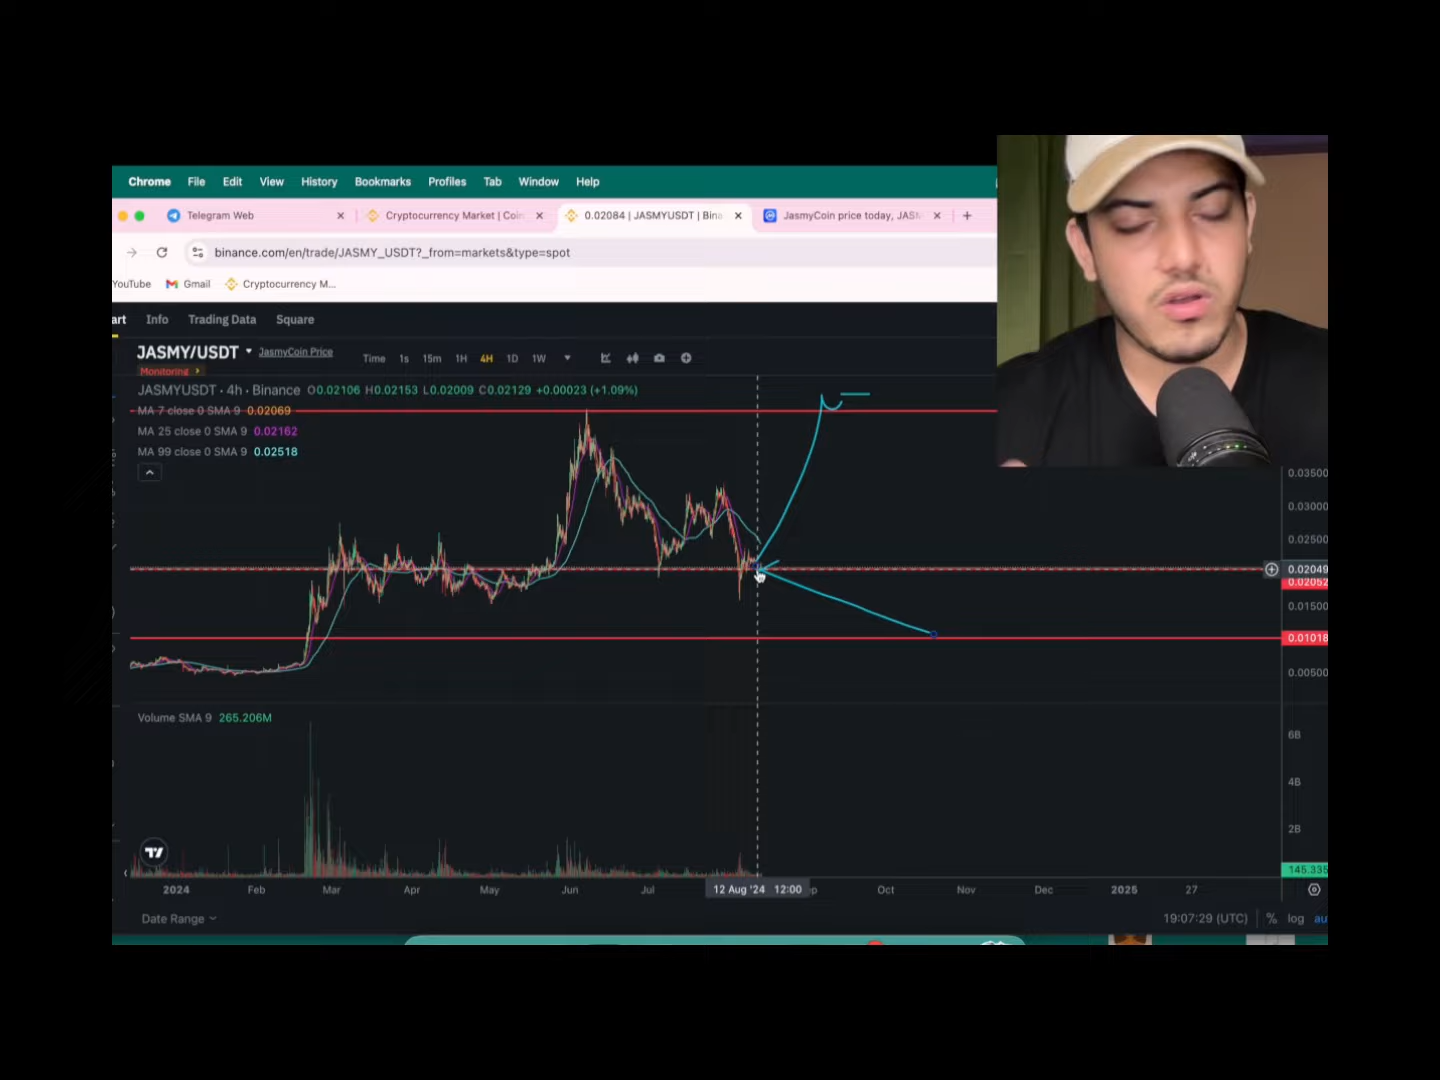 Chrome File Edit View History Bookmarks Profiles Tab Window Help
Telegram Web Cryptocurrency Market | Coin 0.02084 | JASMYUSDT | Bina JasmyCoin price today, JASM
binance.com/en/trade/JASMY_USDT?_from=markets&type=spot
YouTube Gmail Cryptocurrency M...
art Info Trading Data Square
JASMY/USDT JasmyCoin Price Time 1s 15m 1H 4H 1D 1W
Monitoring
JASMYUSDT · 4h · Binance O0.02106 H0.02153 L0.02009 C0.02129 +0.00023 (+1.09%)
MA 7 close 0 SMA 9 0.02069
MA 25 close 0 SMA 9 0.02162
MA 99 close 0 SMA 9 0.02518
0.03500
0.03000
0.02500
0.02049
0.02052
0.01500
0.01018
0.00500
Volume SMA 9 265.206M
6B
4B
2B
145.335
2024 Feb Mar Apr May Jun Jul 12 Aug '24 12:00 Oct Nov Dec 2025 27
Date Range 19:07:29 (UTC) % log au